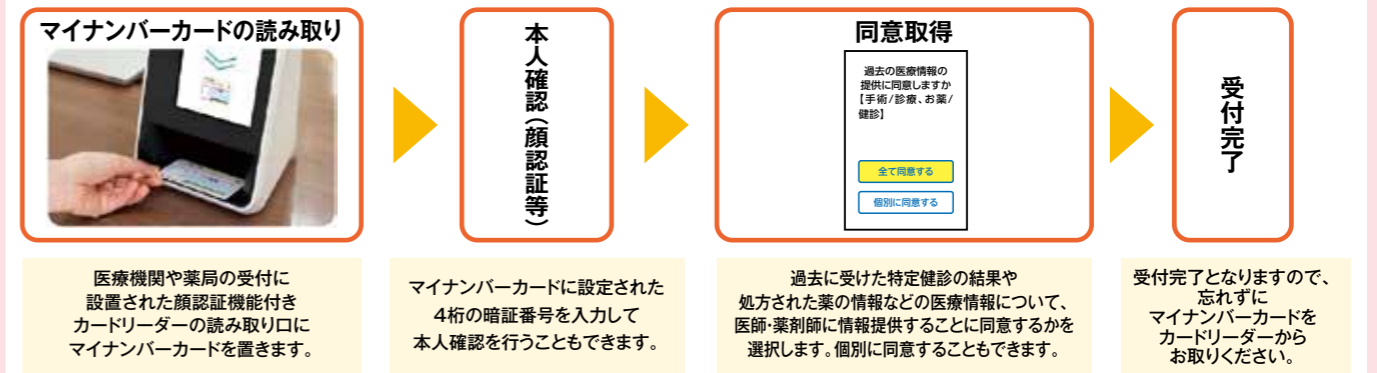 マイナンバーカードの読み取り
医療機関や薬局の受付に
設置された顔認証機能付き
カードリーダーの読み取り口に
マイナンバーカードを置きます。
本人確認（顔認証等）
マイナンバーカードに設定された
4桁の暗証番号を入力して
本人確認を行うこともできます。
同意取得
過去の医療情報の
提供に同意しますか
【手術/診療、お薬/
健診】
全て同意する
個別に同意する
過去に受けた特定健診の結果や
処方された薬の情報などの医療情報について、
医師・薬剤師に情報提供することに同意するかを
選択します。個別に同意することもできます。
受付完了
受付完了となりますので、
忘れずに
マイナンバーカードを
カードリーダーから
お取りください。